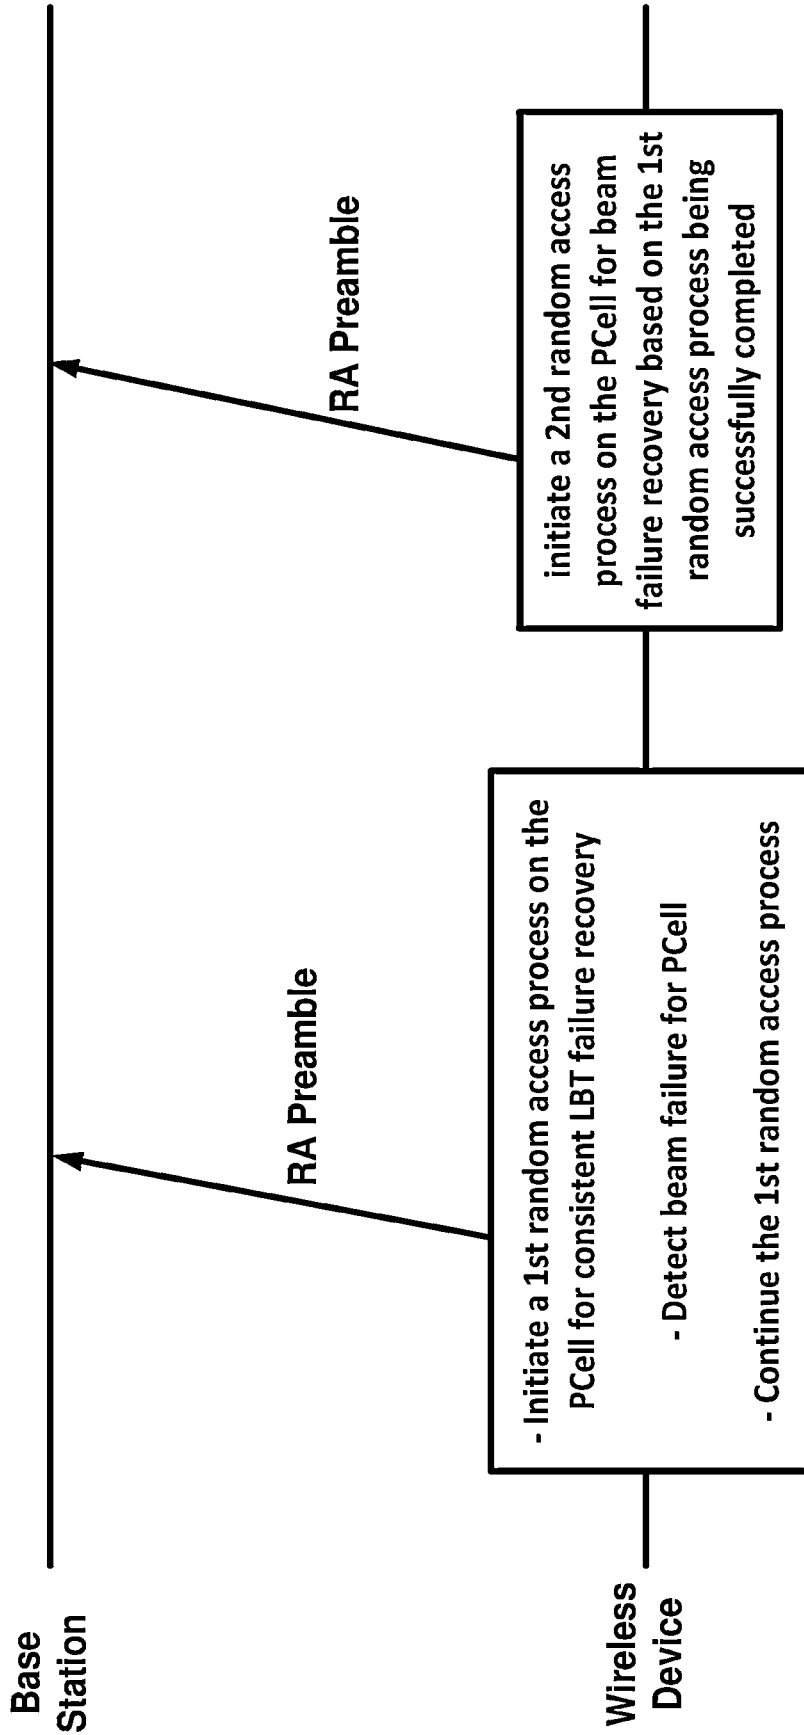 Base
Station
RA Preamble
RA Preamble
Wireless
Device
- Initiate a 1st random access process on the
PCell for consistent LBT failure recovery
- Detect beam failure for PCell
- Continue the 1st random access process
initiate a 2nd random access
process on the PCell for beam
failure recovery based on the 1st
random access process being
successfully completed